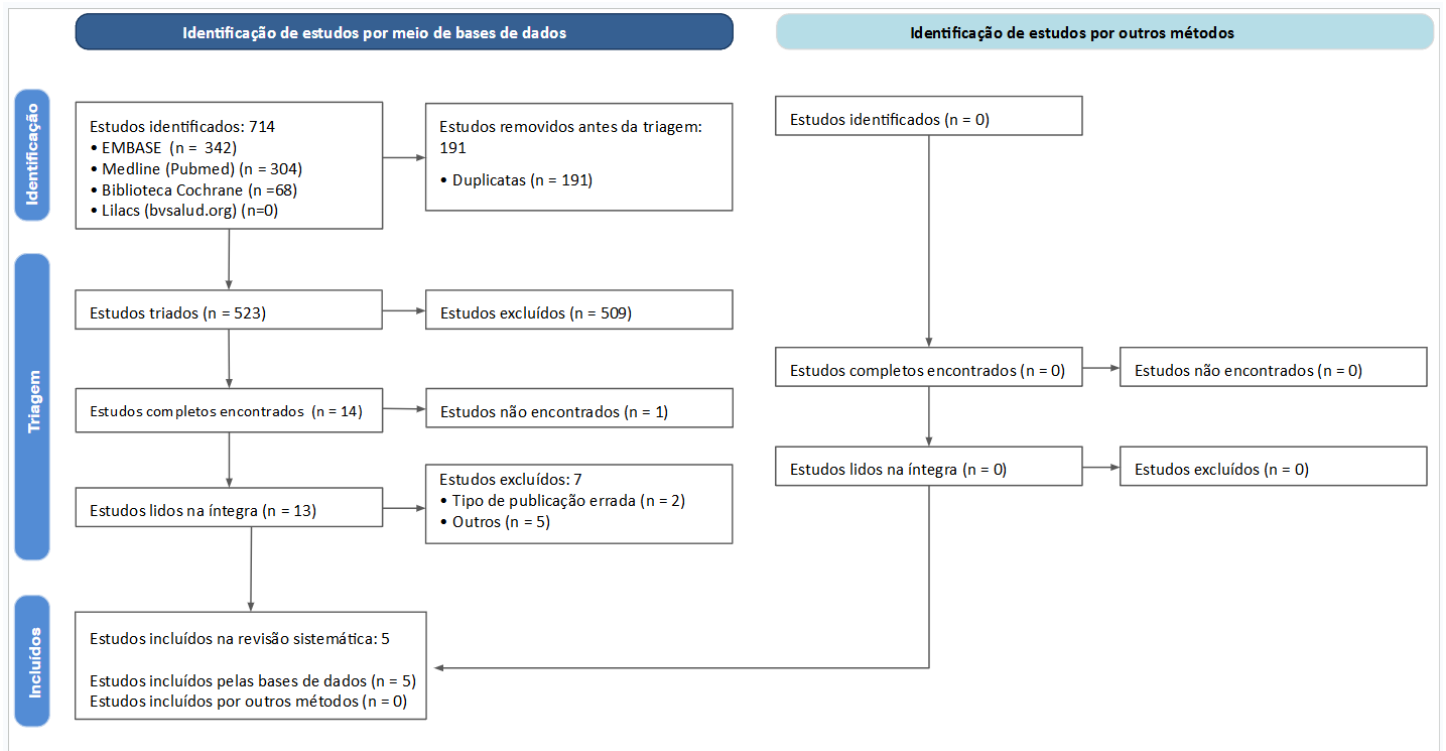 Identificação de estudos por meio de bases de dados
Identificação de estudos por outros métodos
Identificação
Estudos identificados: 714
• EMBASE (n = 342)
• Medline (Pubmed) (n = 304)
• Biblioteca Cochrane (n =68)
• Lilacs (bvsalud.org) (n=0)
Estudos removidos antes da triagem:
191
• Duplicatas (n = 191)
Estudos identificados (n = 0)
Triagem
Estudos triados (n = 523)
Estudos excluídos (n = 509)
Estudos completos encontrados (n = 14)
Estudos não encontrados (n = 1)
Estudos completos encontrados (n = 0)
Estudos não encontrados (n = 0)
Estudos lidos na íntegra (n = 13)
Estudos excluídos: 7
• Tipo de publicação errada (n = 2)
• Outros (n = 5)
Estudos lidos na íntegra (n = 0)
Estudos excluídos (n = 0)
Incluídos
Estudos incluídos na revisão sistemática: 5
Estudos incluídos pelas bases de dados (n = 5)
Estudos incluídos por outros métodos (n = 0)